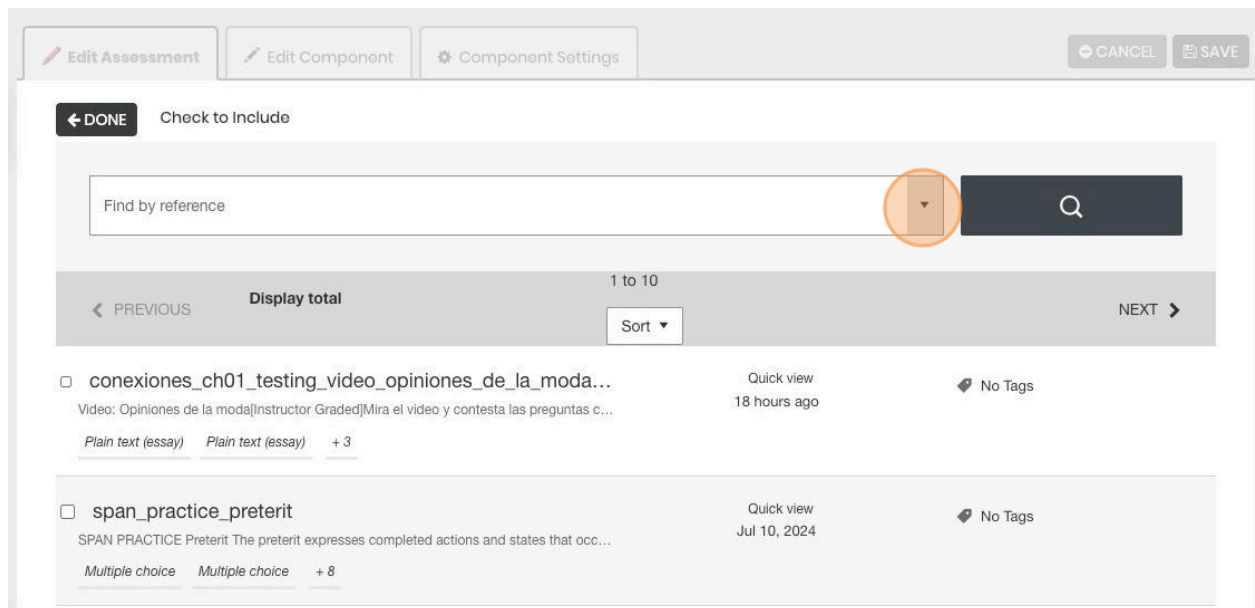 Edit Assessment
Edit Component
Component Settings
CANCEL
SAVE
DONE
Check to Include
Find by reference
PREVIOUS
Display total
1 to 10
Sort
NEXT
conexiones_ch01_testing_video_opiniones_de_la_moda...
Quick view
18 hours ago
No Tags
Video: Opiniones de la moda[Instructor Graded]Mira el video y contesta las preguntas c...
Plain text (essay) Plain text (essay) + 3
span_practice_preterit
Quick view
Jul 10, 2024
No Tags
SPAN PRACTICE Preterit The preterit expresses completed actions and states that occ...
Multiple choice Multiple choice + 8